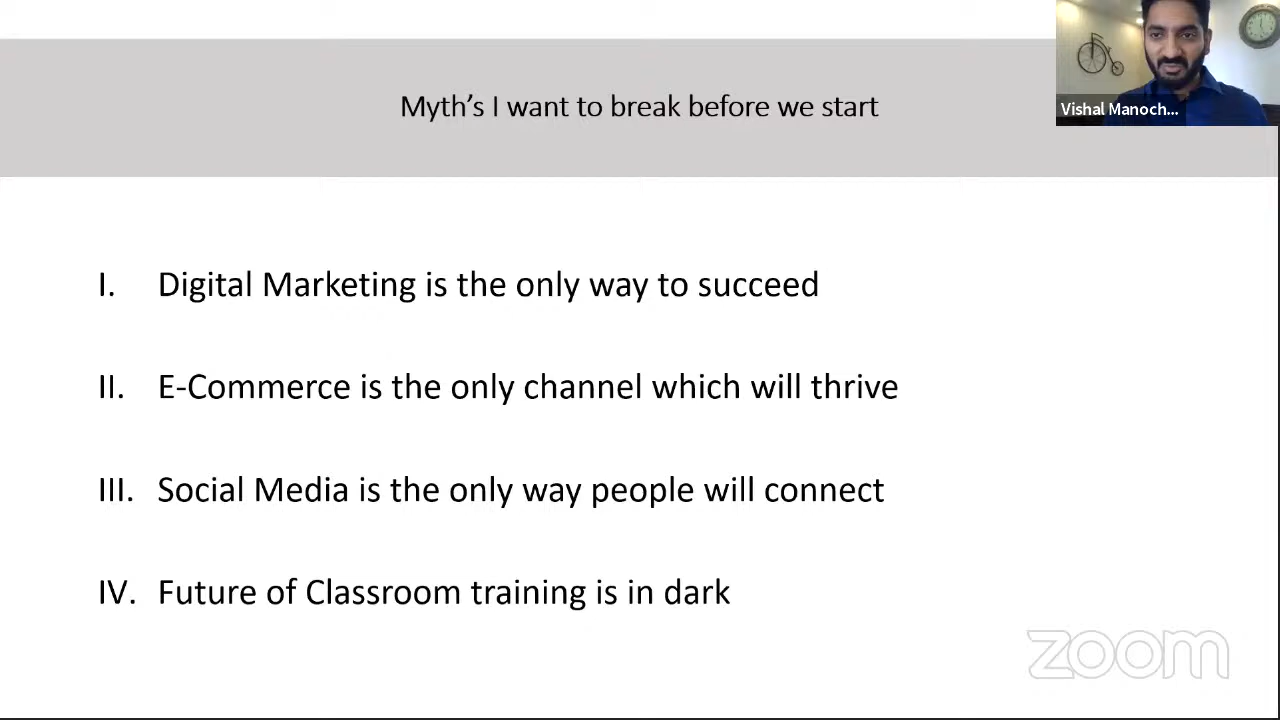 Myth's I want to break before we start
Vishal Manoch...
I. Digital Marketing is the only way to succeed
II. E-Commerce is the only channel which will thrive
III. Social Media is the only way people will connect
IV. Future of Classroom training is in dark
zoom